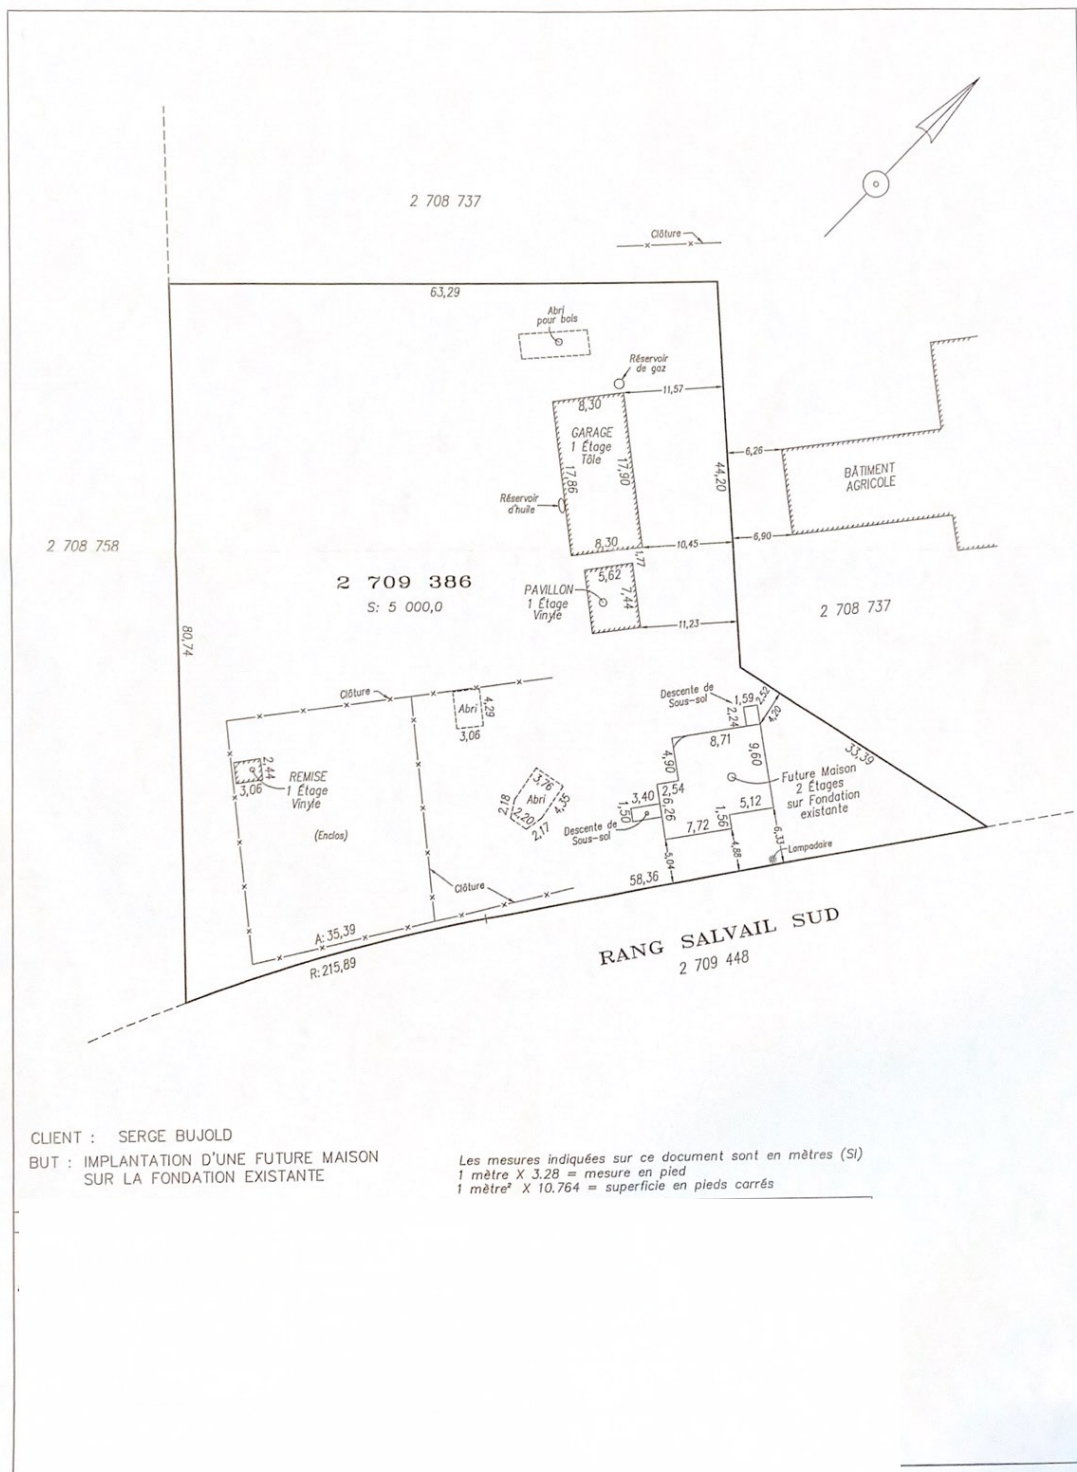 2 708 737
Clôture
63,29
Abri
pour bois
Réservoir
de gaz
11,57
8,30
GARAGE
1 Étage
Tôle
17,86
17,90
44,20
6,26
BÂTIMENT
AGRICOLE
Réservoir
d'huile
8,30
10,45
6,90
1,77
2 708 758
2 709 386
S: 5 000,0
5,62
PAVILLON
1 Étage
Vinyle
7,44
11,23
2 708 737
80,74
Clôture
Abri
4,29
3,06
Descente de
Sous-sol
1,59
2,52
2,24
4,20
8,71
33,39
4,90
9,60
2,44
3,06
REMISE
1 Étage
Vinyle
(Enclos)
3,76
Abri
2,18
2,20
4,35
2,17
3,40
2,54
1,50
6,26
Descente de
Sous-sol
Future Maison
2 Étages
sur Fondation
existante
5,12
1,56
7,72
5,04
4,88
6,33
Lampadaire
Clôture
58,36
A: 35,39
R: 215,89
RANG SALVAIL SUD
2 709 448
CLIENT : SERGE BUJOLD
BUT : IMPLANTATION D'UNE FUTURE MAISON
SUR LA FONDATION EXISTANTE
Les mesures indiquées sur ce document sont en mètres (SI)
1 mètre X 3.28 = mesure en pied
1 mètre² X 10.764 = superficie en pieds carrés